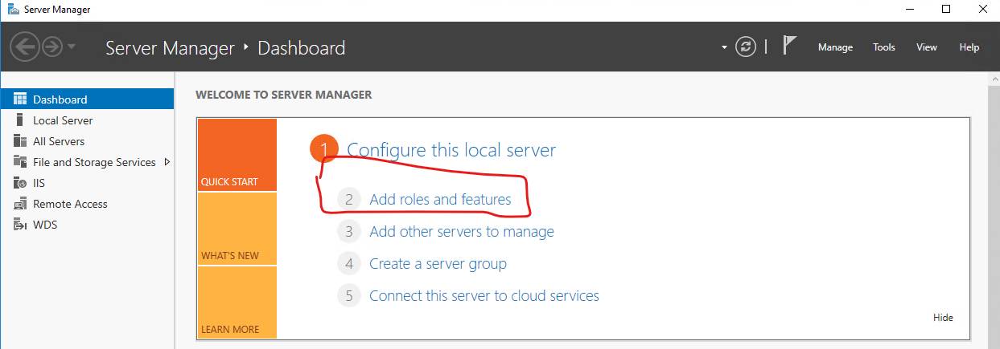 Server Manager
Server Manager ‣ Dashboard
Manage Tools View Help
Dashboard
Local Server
All Servers
File and Storage Services
IIS
Remote Access
WDS
WELCOME TO SERVER MANAGER
QUICK START
WHAT'S NEW
LEARN MORE
1 Configure this local server
2 Add roles and features
3 Add other servers to manage
4 Create a server group
5 Connect this server to cloud services
Hide